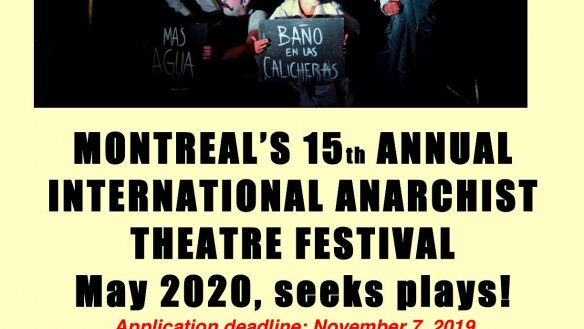 MAS
AGUA
BAÑO
EN LAS
CALICHERAS
MONTREAL'S 15th ANNUAL
INTERNATIONAL ANARCHIST
THEATRE FESTIVAL
May 2020, seeks plays!
Application deadline: November 7, 2019